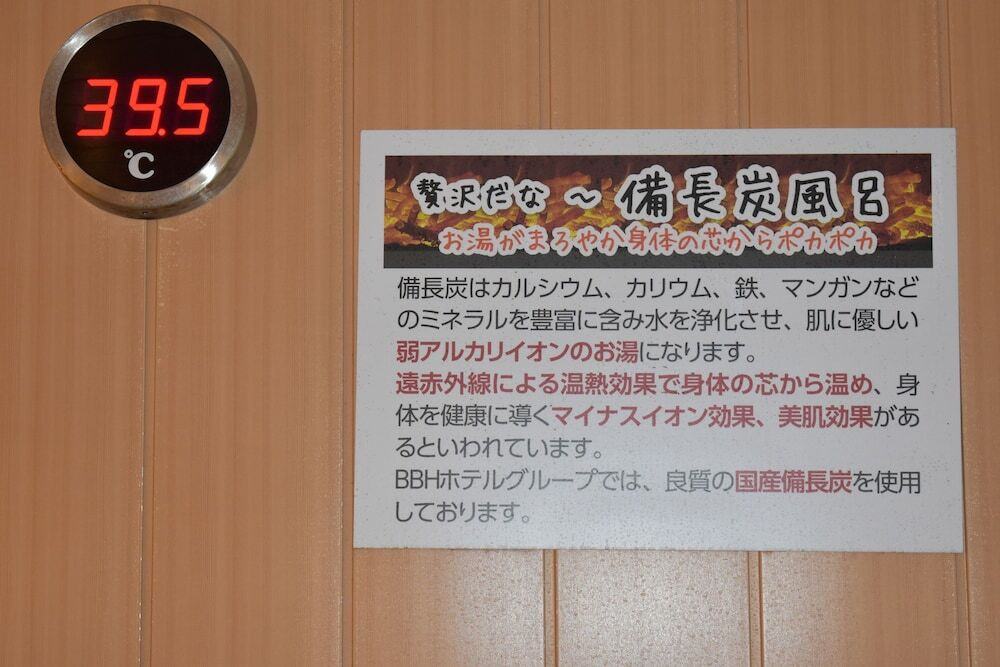 39.5
℃
贅沢だな ～ 備長炭風呂
お湯がまろやか身体の芯からポカポカ
備長炭はカルシウム、カリウム、鉄、マンガンなど
のミネラルを豊富に含み水を浄化させ、肌に優しい
弱アルカリイオンのお湯になります。
遠赤外線による温熱効果で身体の芯から温め、身
体を健康に導くマイナスイオン効果、美肌効果があ
るといわれています。
BBHホテルグループでは、良質の国産備長炭を使用
しております。